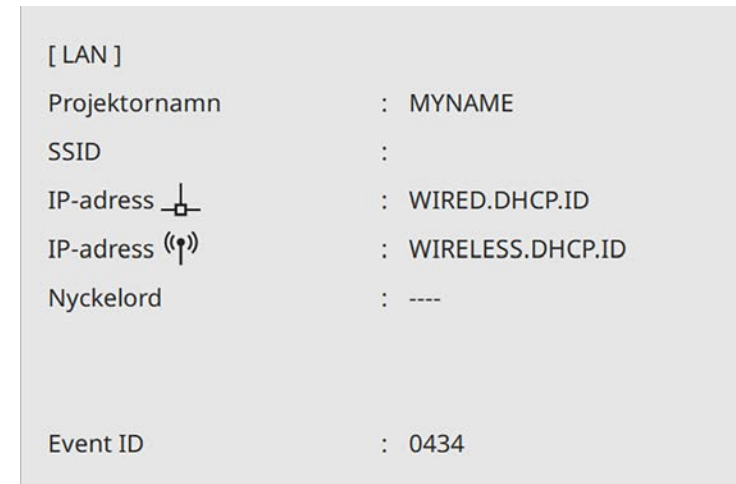 [ LAN ]
Projektornamn : MYNAME
SSID :
IP-adress : WIRED.DHCP.ID
IP-adress : WIRELESS.DHCP.ID
Nyckelord : ----
Event ID : 0434